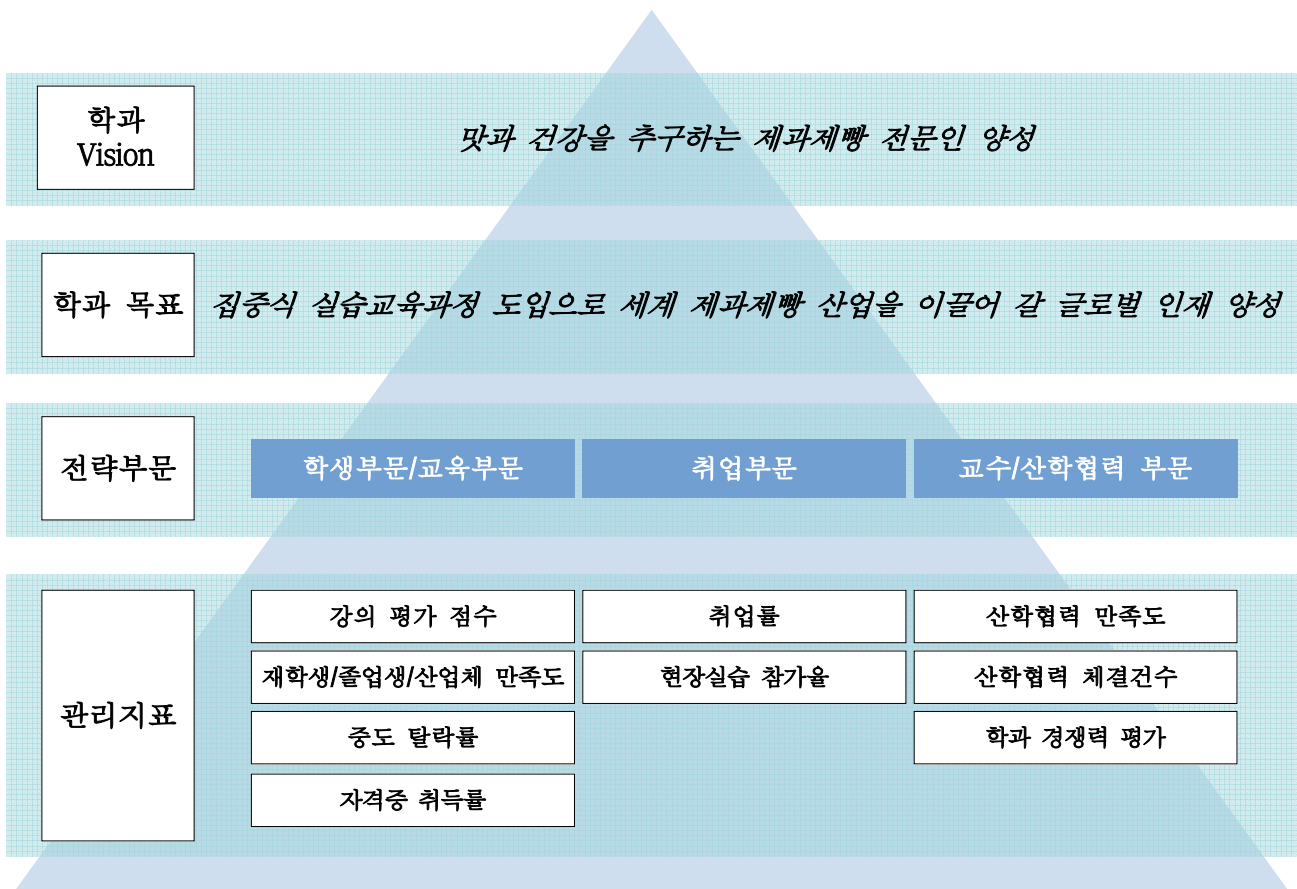 학과
Vision
맛과 건강을 추구하는 제과제빵 전문인 양성
학과 목표
집중식 실습교육과정 도입으로 세계 제과제빵 산업을 이끌어 갈 글로벌 인재 양성
전략부문
학생부문/교육부문
취업부문
교수/산학협력 부문
관리지표
강의 평가 점수
취업률
산학협력 만족도
재학생/졸업생/산업체 만족도
현장실습 참가율
산학협력 체결건수
중도 탈락률
학과 경쟁력 평가
자격증 취득률